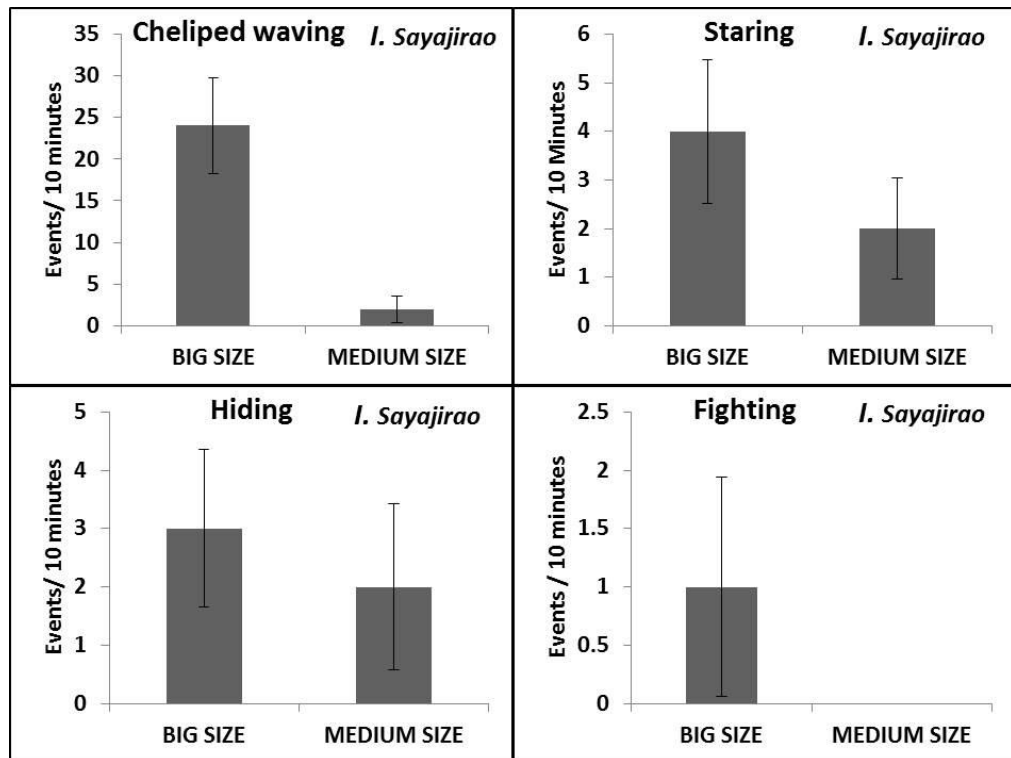 Cheliped waving I. Sayajirao
Events/ 10 minutes
35
30
25
20
15
10
5
0
BIG SIZE MEDIUM SIZE
Staring I. Sayajirao
Events/ 10 Minutes
6
5
4
3
2
1
0
BIG SIZE MEDIUM SIZE
Hiding I. Sayajirao
Events/ 10 minutes
5
4
3
2
1
0
BIG SIZE MEDIUM SIZE
Fighting I. Sayajirao
Events / 10 minutes
2.5
2
1.5
1
0.5
0
BIG SIZE MEDIUM SIZE